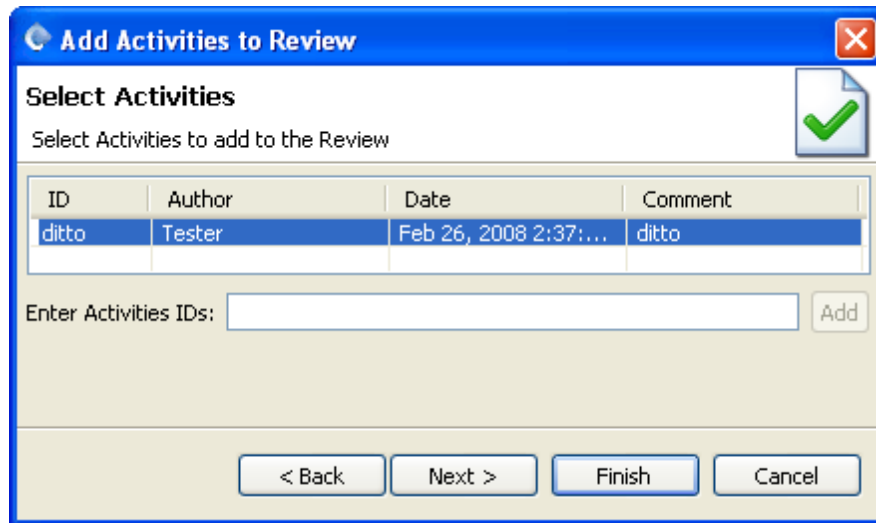 Add Activities to Review
Select Activities
Select Activities to add to the Review
ID Author Date Comment
ditto Tester Feb 26, 2008 2:37:... ditto
Enter Activities IDs: Add
< Back Next > Finish Cancel